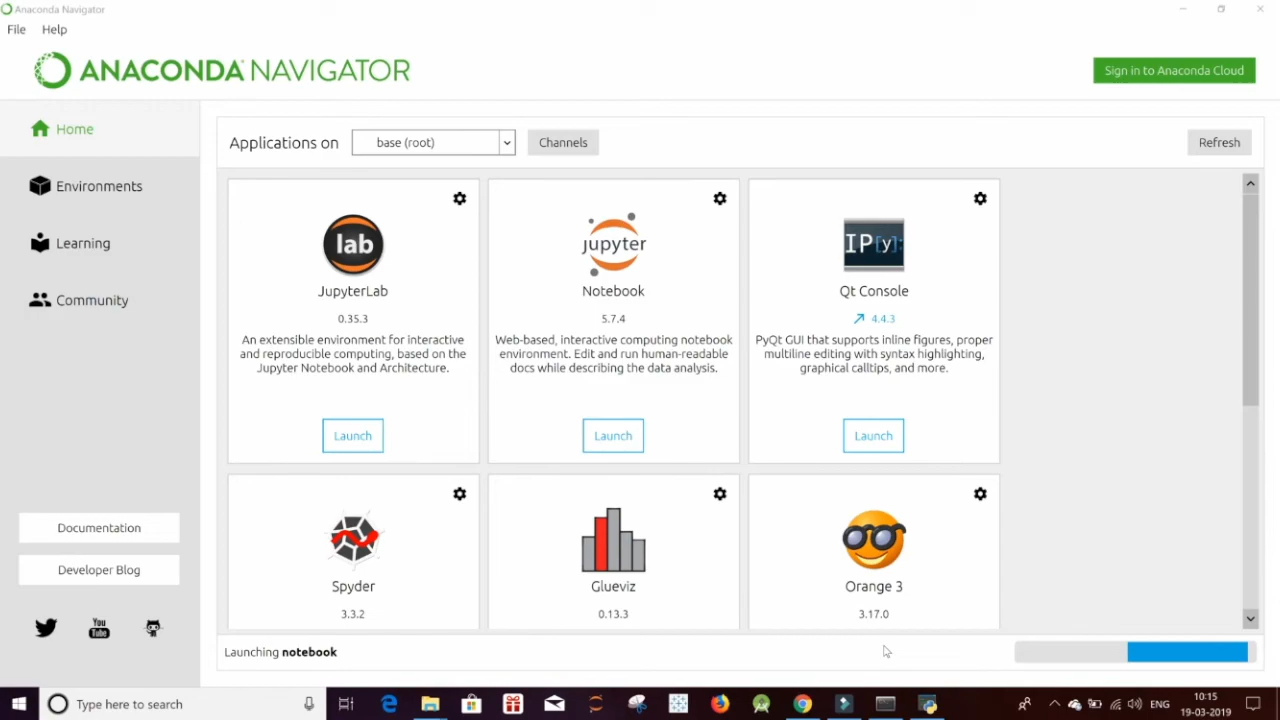 Anaconda Navigator
File Help
ANACONDA NAVIGATOR
Sign in to Anaconda Cloud
Home
Environments
Learning
Community
Documentation
Developer Blog
You
Tube
Applications on base (root) Channels Refresh
lab
JupyterLab
0.35.3
An extensible environment for interactive
and reproducible computing, based on the
Jupyter Notebook and Architecture.
Launch
jupyter
Notebook
5.7.4
Web-based, interactive computing notebook
environment. Edit and run human-readable
docs while describing the data analysis.
Launch
IP[y]:
Qt Console
4.4.3
PyQt GUI that supports inline figures, proper
multiline editing with syntax highlighting,
graphical calltips, and more.
Launch
Spyder
3.3.2
Glueviz
0.13.3
Orange 3
3.17.0
Launching notebook
Type here to search
ENG
10:15
19-03-2019